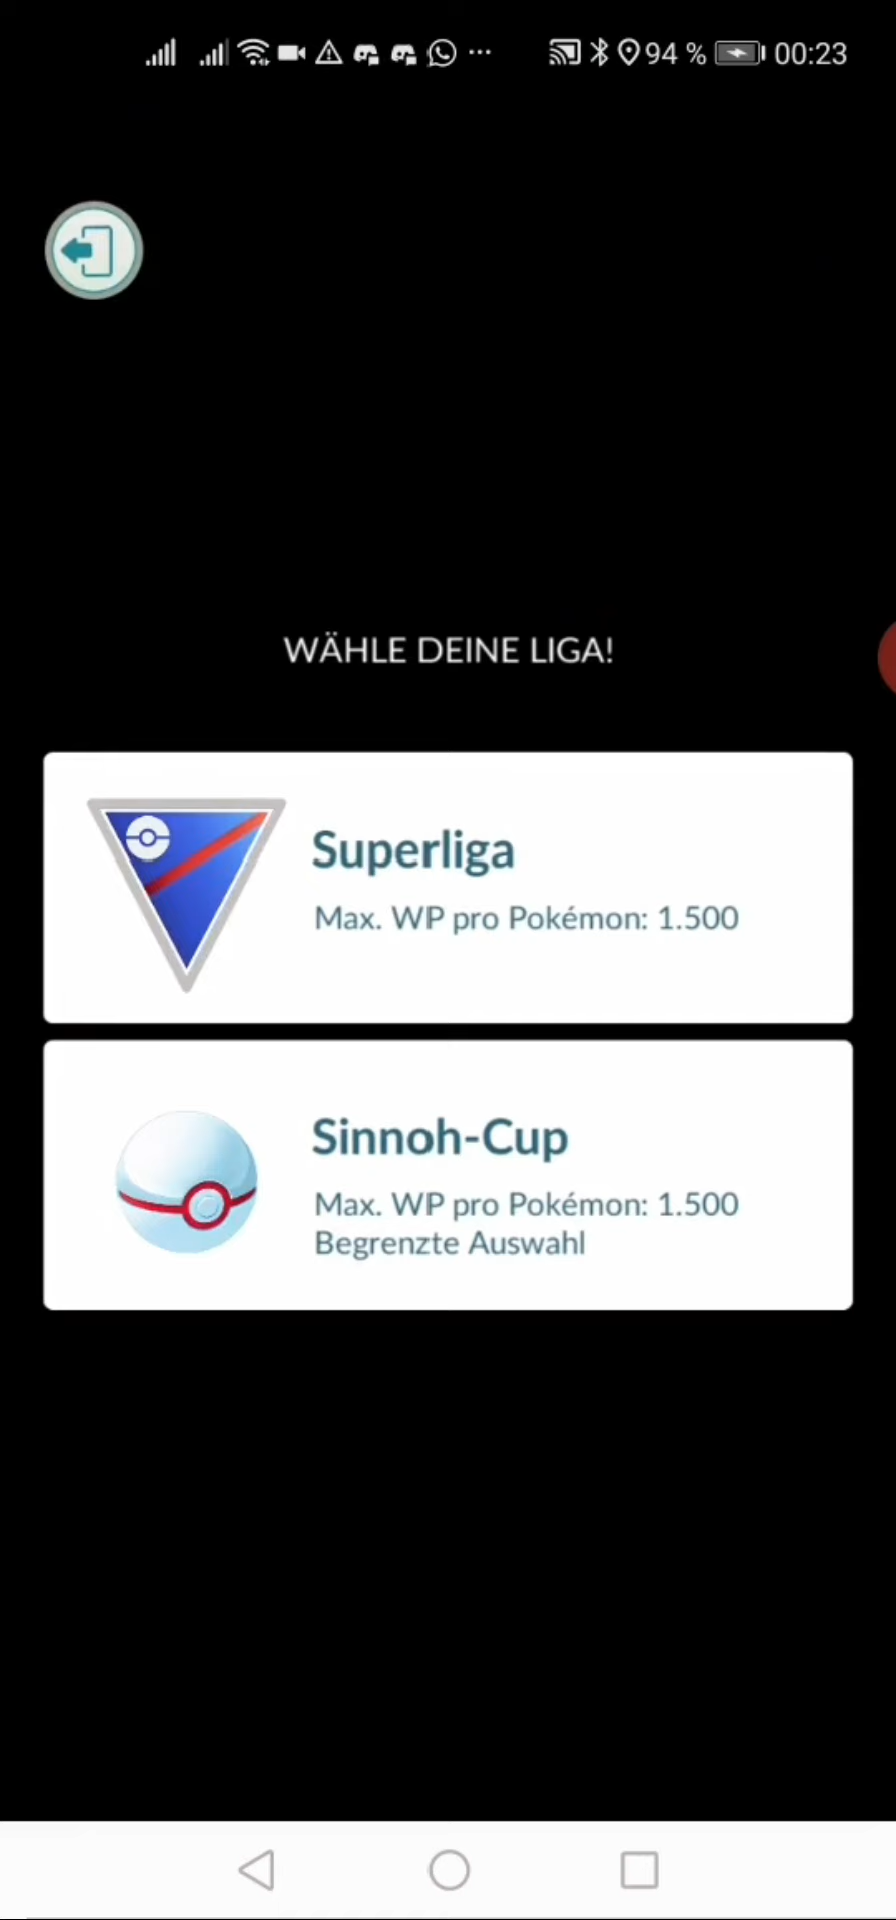 94 % 00:23
WÄHLE DEINE LIGA!
Superliga
Max. WP pro Pokémon: 1.500
Sinnoh-Cup
Max. WP pro Pokémon: 1.500
Begrenzte Auswahl